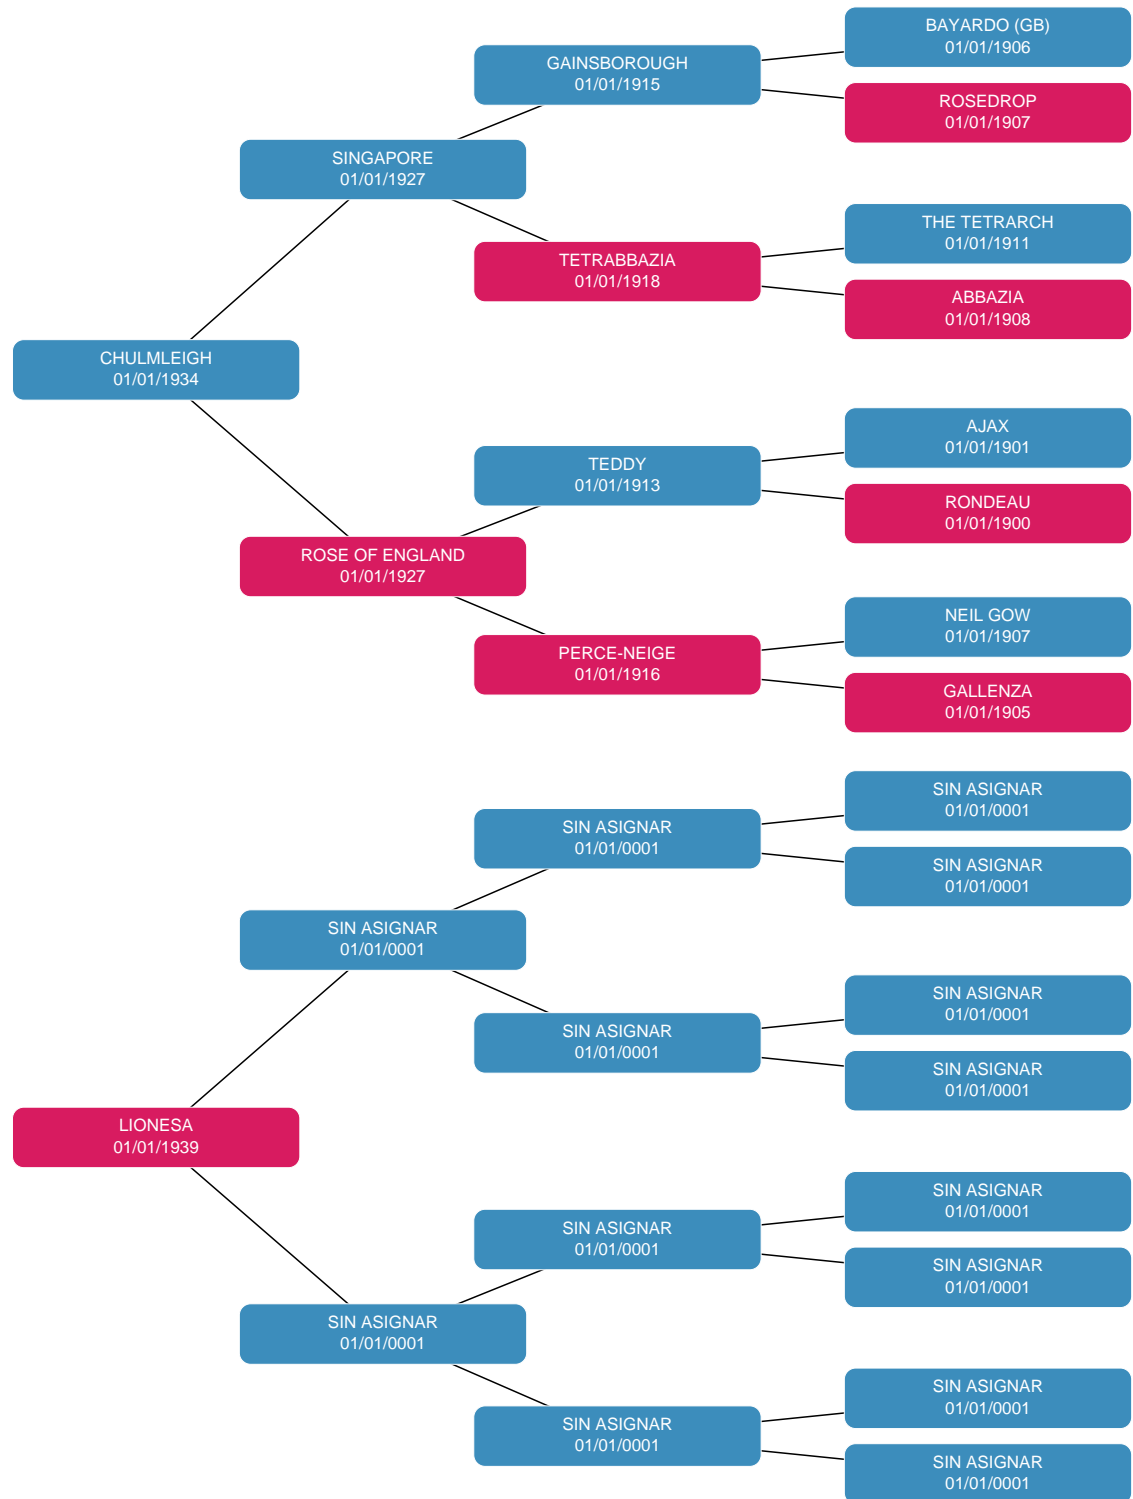 BAYARDO (GB)
01/01/1906
GAINSBOROUGH
01/01/1915
ROSEDROP
01/01/1907
SINGAPORE
01/01/1927
THE TETRARCH
01/01/1911
TETRABBAZIA
01/01/1918
ABBAZIA
01/01/1908
CHULMLEIGH
01/01/1934
AJAX
01/01/1901
TEDDY
01/01/1913
RONDEAU
01/01/1900
ROSE OF ENGLAND
01/01/1927
NEIL GOW
01/01/1907
PERCE-NEIGE
01/01/1916
GALLENZA
01/01/1905
SIN ASIGNAR
01/01/0001
SIN ASIGNAR
01/01/0001
SIN ASIGNAR
01/01/0001
SIN ASIGNAR
01/01/0001
SIN ASIGNAR
01/01/0001
SIN ASIGNAR
01/01/0001
SIN ASIGNAR
01/01/0001
LIONESA
01/01/1939
SIN ASIGNAR
01/01/0001
SIN ASIGNAR
01/01/0001
SIN ASIGNAR
01/01/0001
SIN ASIGNAR
01/01/0001
SIN ASIGNAR
01/01/0001
SIN ASIGNAR
01/01/0001
SIN ASIGNAR
01/01/0001